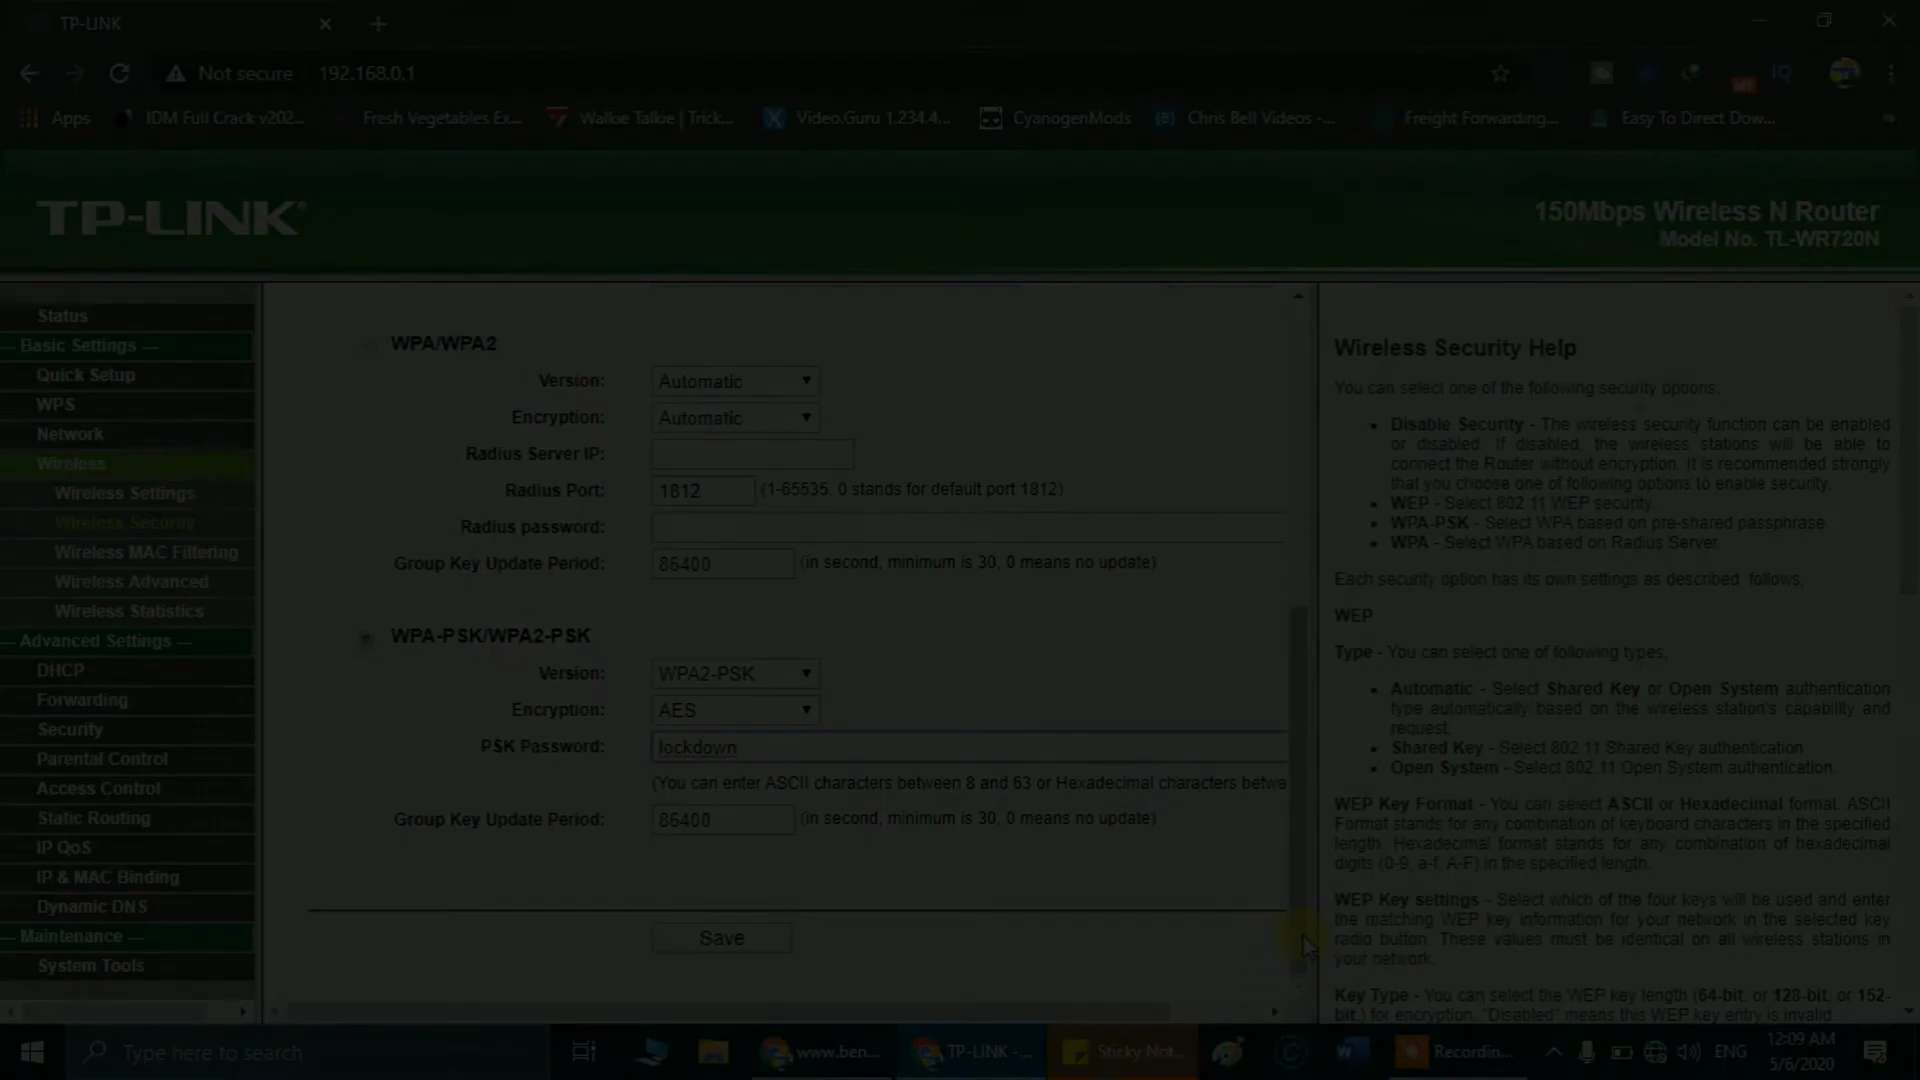 TP-LINK
Not secure 192.168.0.1
off
IQ
Apps
IDM Full Crack v202...
Fresh Vegetables Ex...
Walkie Talkie | Trick...
Video.Guru 1.234.4...
CyanogenMods
Chris Bell Videos -...
Freight Forwarding...
Easy To Direct Dow...
TP-LINK
150Mbps Wireless N Router
Model No. TL-WR720N
Status
— Basic Settings —
Quick Setup
WPS
Network
Wireless
Wireless Settings
Wireless Security
Wireless MAC Filtering
Wireless Advanced
Wireless Statistics
— Advanced Settings —
DHCP
Forwarding
Security
Parental Control
Access Control
Static Routing
IP QoS
IP & MAC Binding
Dynamic DNS
— Maintenance —
System Tools
WPA/WPA2
Version: Automatic
Encryption: Automatic
Radius Server IP:
Radius Port: 1812 (1-65535. 0 stands for default port 1812)
Radius password:
Group Key Update Period: 86400 (in second, minimum is 30, 0 means no update)
WPA-PSK/WPA2-PSK
Version: WPA2-PSK
Encryption: AES
PSK Password: lockdown
(You can enter ASCII characters between 8 and 63 or Hexadecimal characters betwe
Group Key Update Period: 86400 (in second, minimum is 30, 0 means no update)
Save
Wireless Security Help
You can select one of the following security options.
Disable Security - The wireless security function can be enabled
or disabled. If disabled, the wireless stations will be able to
connect the Router without encryption. It is recommended strongly
that you choose one of following options to enable security.
WEP - Select 802.11 WEP security.
WPA-PSK - Select WPA based on pre-shared passphrase.
WPA - Select WPA based on Radius Server.
Each security option has its own settings as described follows,
WEP
Type - You can select one of following types,
Automatic - Select Shared Key or Open System authentication
type automatically based on the wireless station's capability and
request.
Shared Key - Select 802.11 Shared Key authentication.
Open System - Select 802.11 Open System authentication.
WEP Key Format - You can select ASCII or Hexadecimal format. ASCII
Format stands for any combination of keyboard characters in the specified
length. Hexadecimal format stands for any combination of hexadecimal
digits (0-9, a-f, A-F) in the specified length.
WEP Key settings - Select which of the four keys will be used and enter
the matching WEP key information for your network in the selected key
radio button. These values must be identical on all wireless stations in
your network.
Key Type - You can select the WEP key length (64-bit, or 128-bit, or 152-
bit.) for encryption. "Disabled" means this WEP key entry is invalid.
Type here to search
www.ben...
TP-LINK -...
Sticky Not...
Recordin...
ENG
12:09 AM
5/6/2020